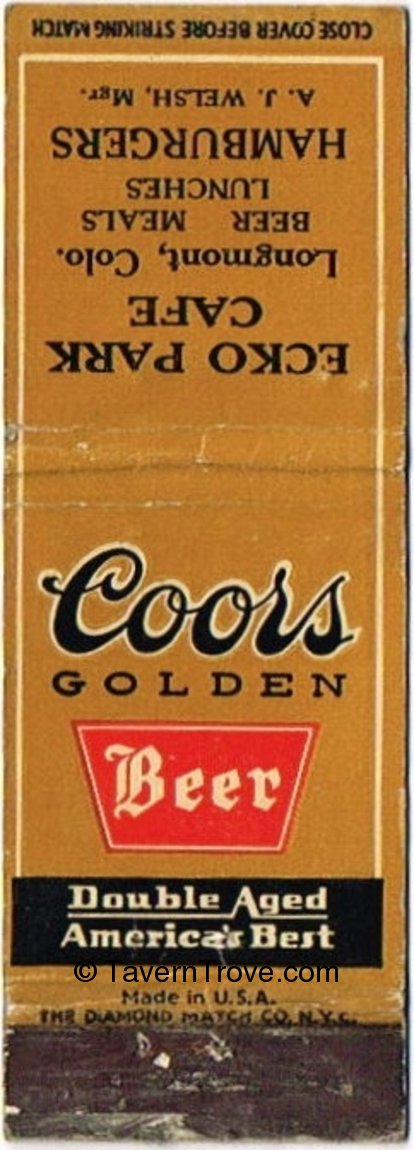 CLOSE COVER BEFORE STRIKING MATCH
ECKO PARK
CAFE
Longmont, Colo.
BEER MEALS
LUNCHES
HAMBURGERS
A. J. WELSH, Mgr.
Coors
GOLDEN
Beer
Double Aged
America's Best
© TavernTrove.com
Made in U.S.A.
THE DIAMOND MATCH CO. N.Y.C.